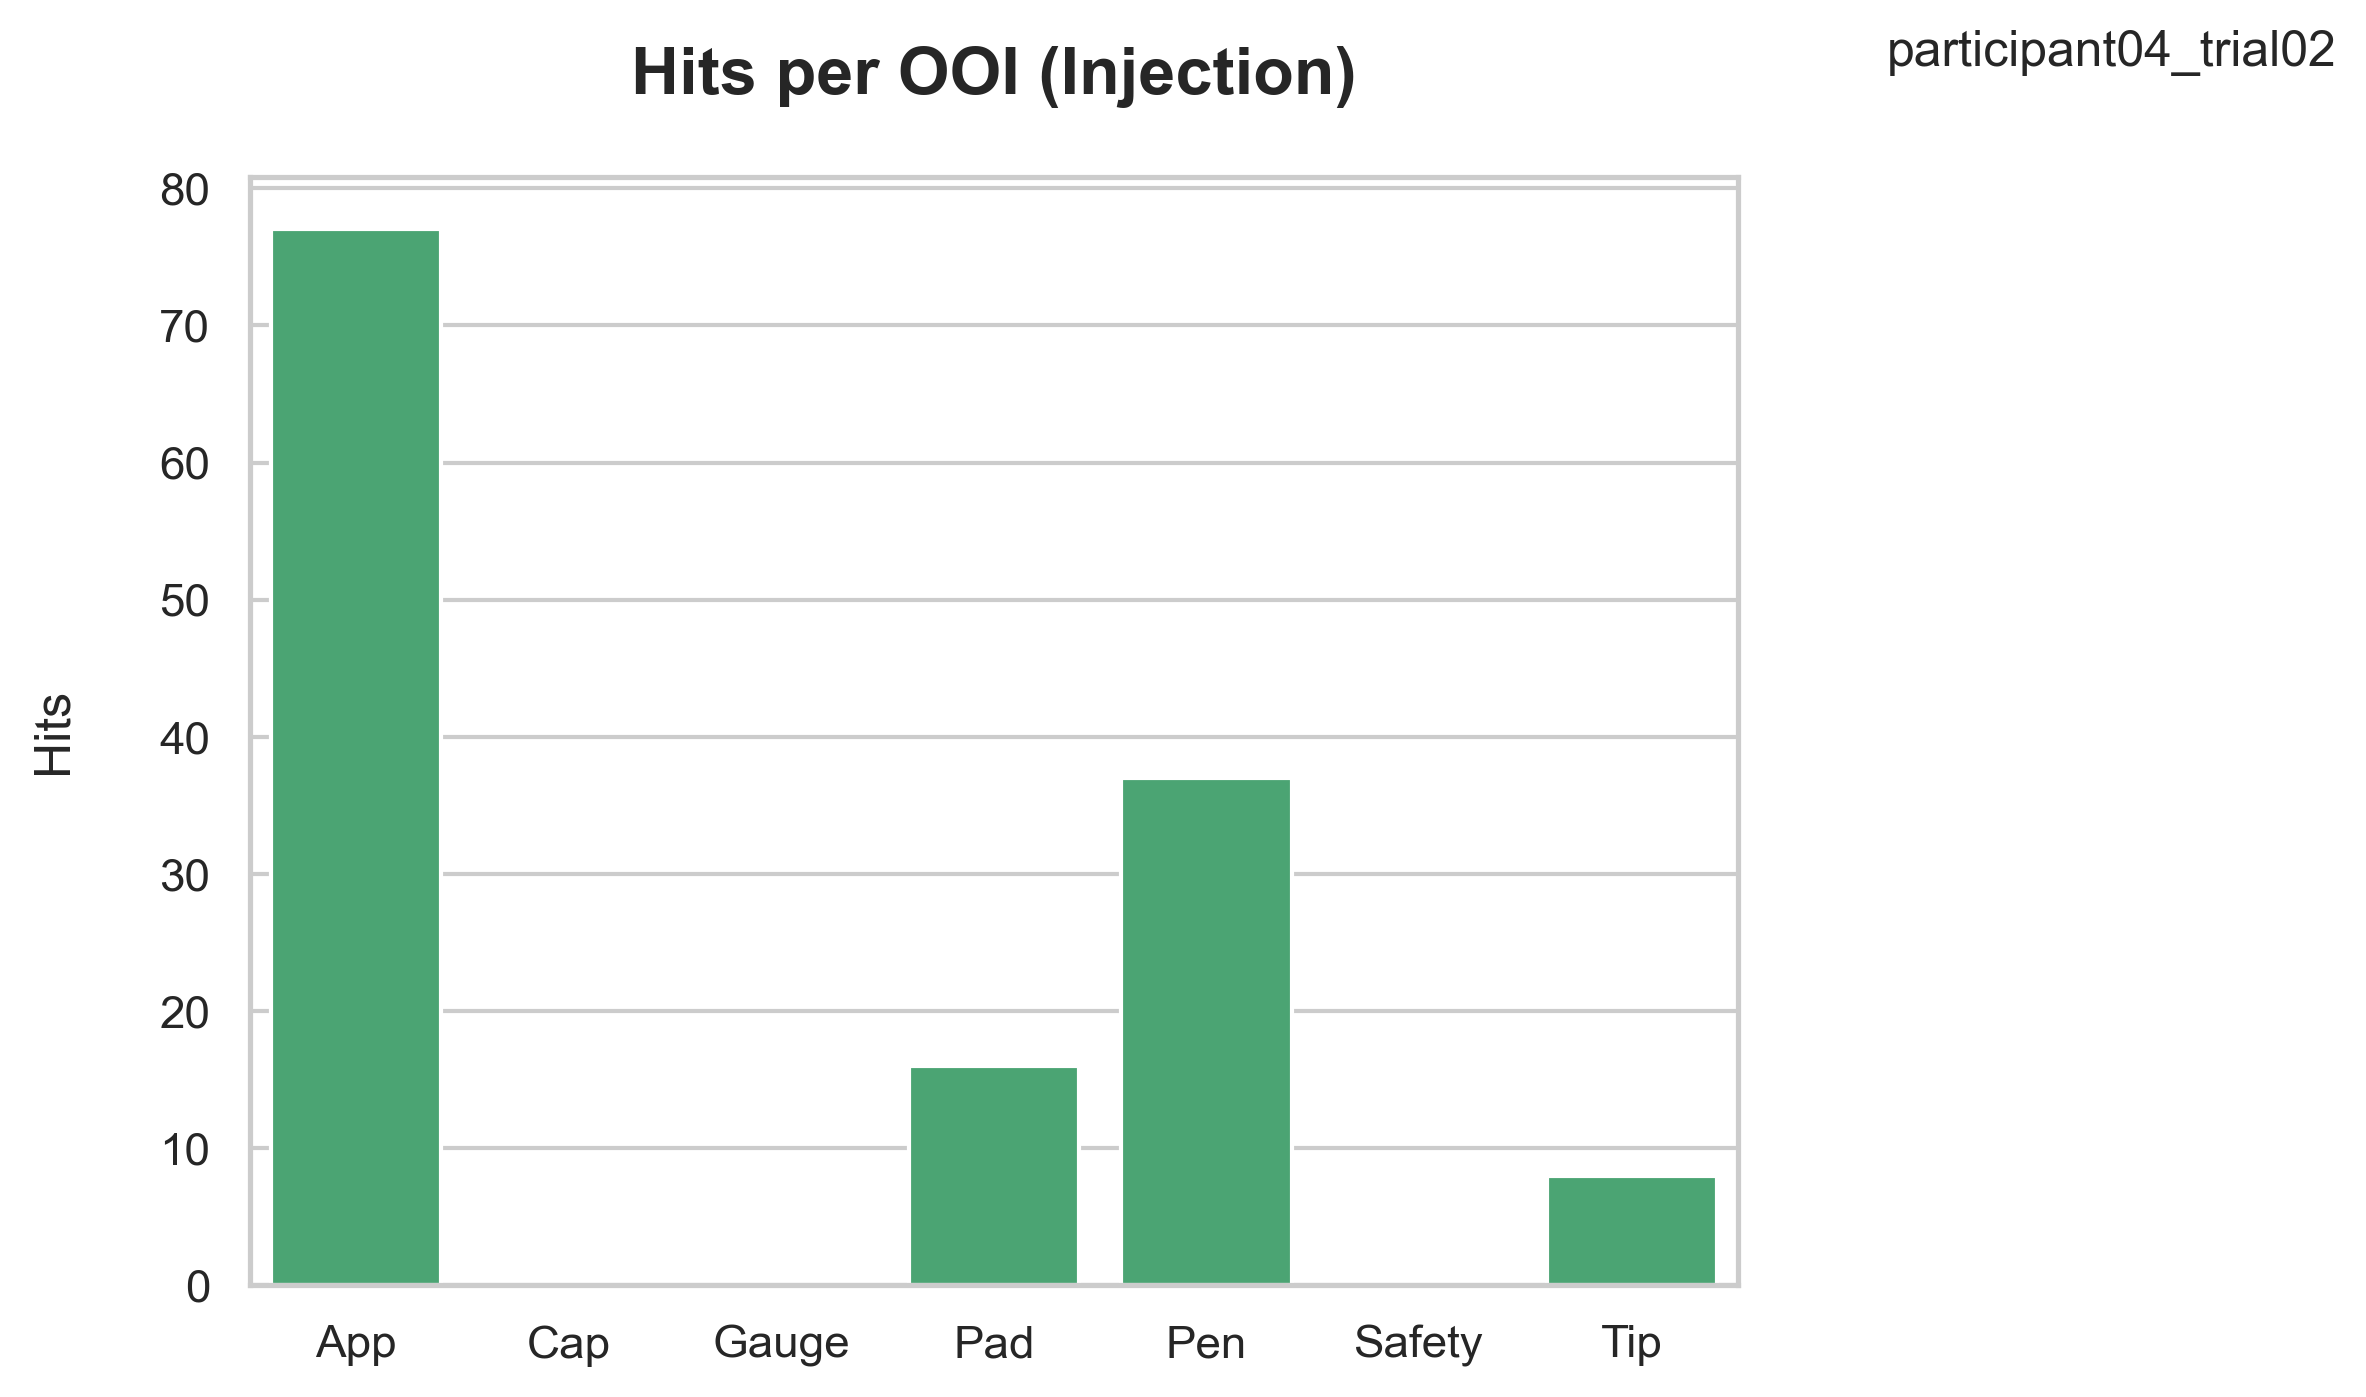 Hits per OOI (Injection)
participant04_trial02
80
70
60
50
40
30
20
10
0
Hits
App Cap Gauge Pad Pen Safety Tip